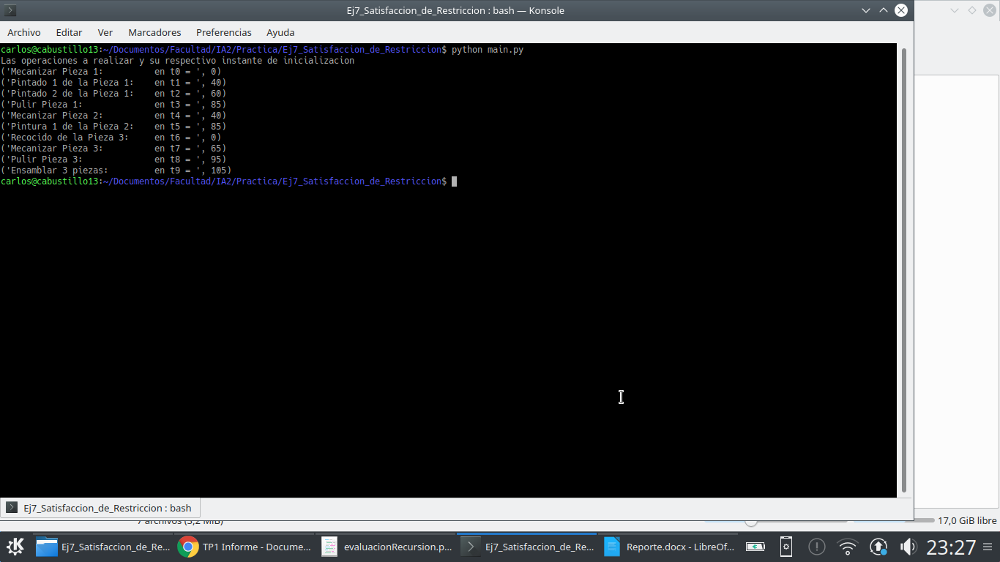 Ej7_Satisfaccion_de_Restriccion : bash — Konsole
Archivo Editar Ver Marcadores Preferencias Ayuda
carlos@cabustillo13:~/Documentos/Facultad/IA2/Practica/Ej7_Satisfaccion_de_Restriccion$ python main.py
Las operaciones a realizar y su respectivo instante de inicializacion
('Mecanizar Pieza 1:          en t0 = ', 0)
('Pintado 1 de la Pieza 1:    en t1 = ', 40)
('Pintado 2 de la Pieza 1:    en t2 = ', 60)
('Pulir Pieza 1:              en t3 = ', 85)
('Mecanizar Pieza 2:          en t4 = ', 40)
('Pintura 1 de la Pieza 2:    en t5 = ', 85)
('Recocido de la Pieza 3:     en t6 = ', 0)
('Mecanizar Pieza 3:          en t7 = ', 65)
('Pulir Pieza 3:              en t8 = ', 95)
('Ensamblar 3 piezas:         en t9 = ', 105)
carlos@cabustillo13:~/Documentos/Facultad/IA2/Practica/Ej7_Satisfaccion_de_Restriccion$
Ej7_Satisfaccion_de_Restriccion : bash
7 archivos (3,2 MiB) 17,0 GiB libre
Ej7_Satisfaccion_de_Re... TP1 Informe - Docume... evaluacionRecursion.p... Ej7_Satisfaccion_de_Re... Reporte.docx - LibreOf... 23:27